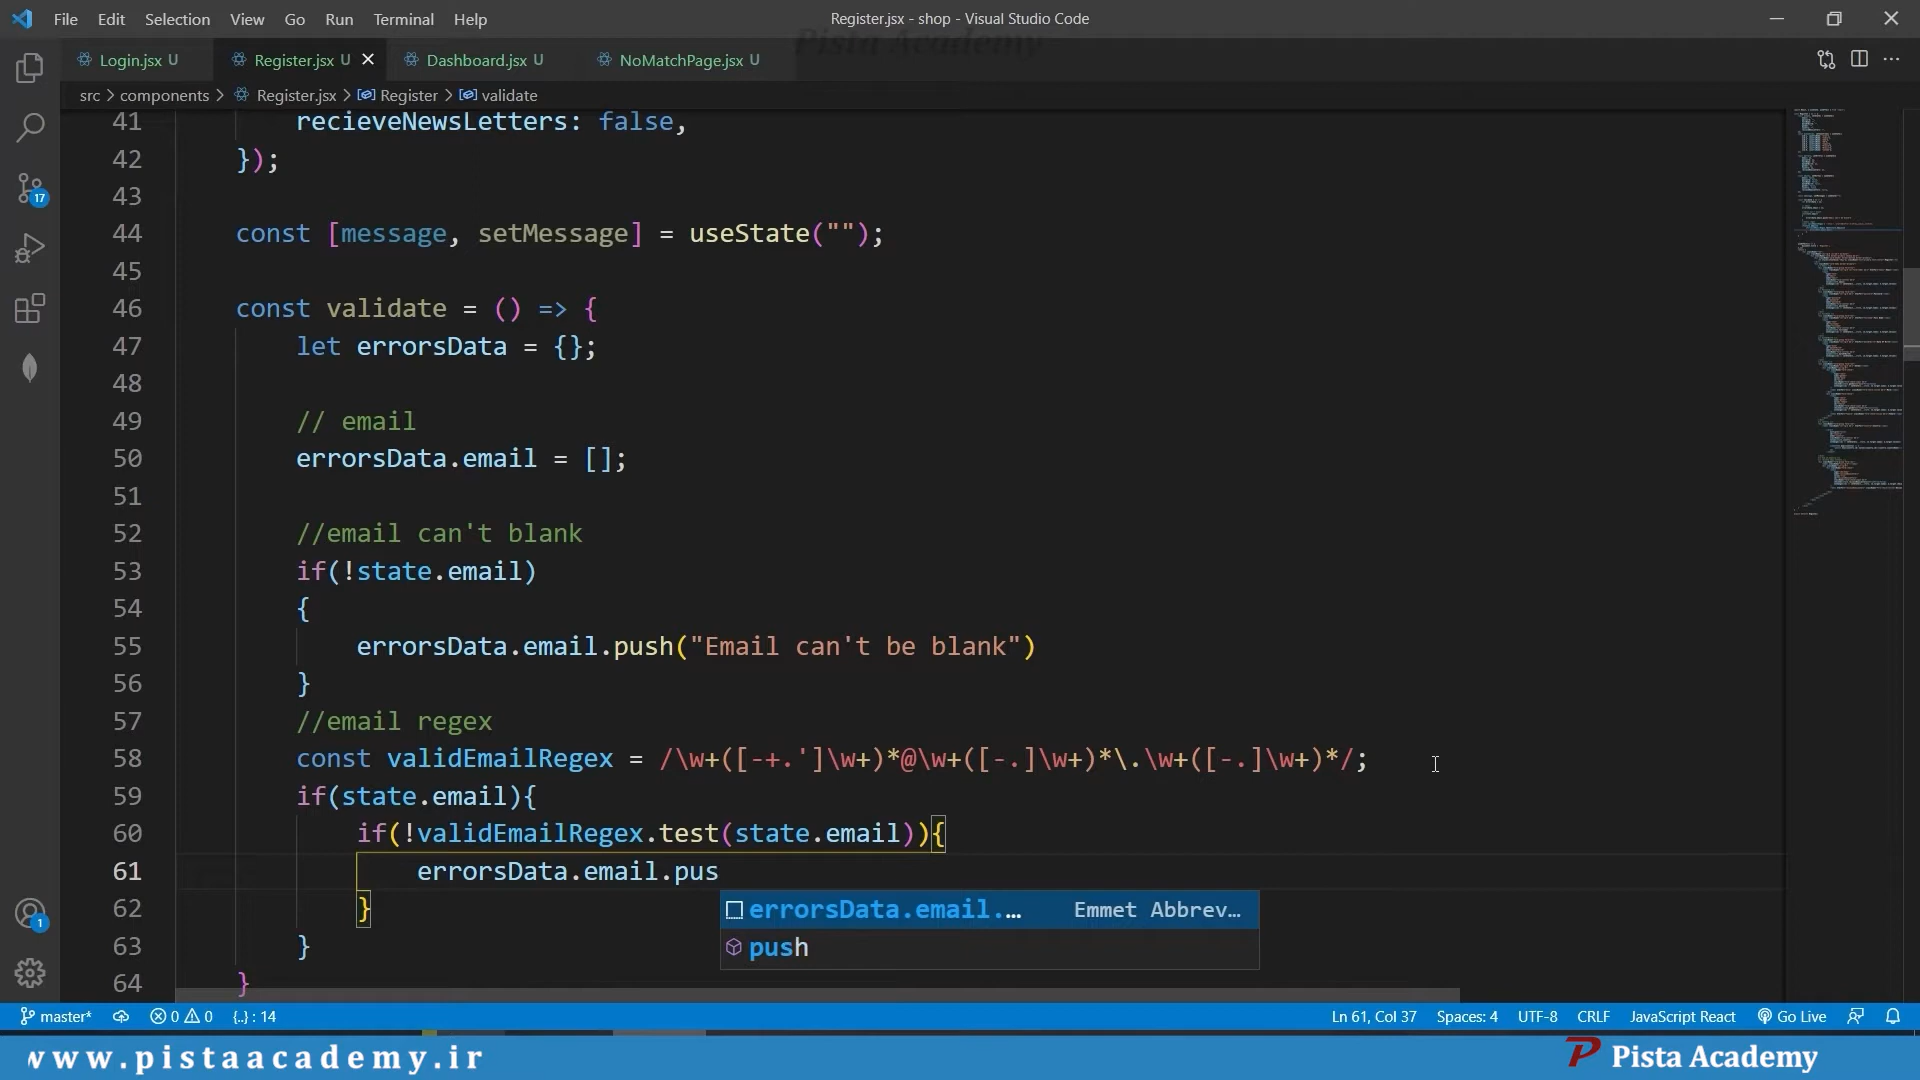 File Edit Selection View Go Run Terminal Help
Register.jsx - shop - Visual Studio Code
Pista Academy
Login.jsx U
Register.jsx U
Dashboard.jsx U
NoMatchPage.jsx U
src > components > Register.jsx > Register > validate
41 recieveNewsLetters: false,
42 });
43
44 const [message, setMessage] = useState("");
45
46 const validate = () => {
47 let errorsData = {};
48
49 // email
50 errorsData.email = [];
51
52 //email can't blank
53 if(!state.email)
54 {
55 errorsData.email.push("Email can't be blank")
56 }
57 //email regex
58 const validEmailRegex = /\w+([-+.']\w+)*@\w+([-.]\w+)*\.\w+([-.]\w+)*/;
59 if(state.email){
60 if(!validEmailRegex.test(state.email)){
61 errorsData.email.pus
62 }
63 }
64 }
errorsData.email.… Emmet Abbrev…
push
17
1
master* 0 0 {..} : 14
Ln 61, Col 37 Spaces: 4 UTF-8 CRLF JavaScript React Go Live
www.pistaacademy.ir
Pista Academy